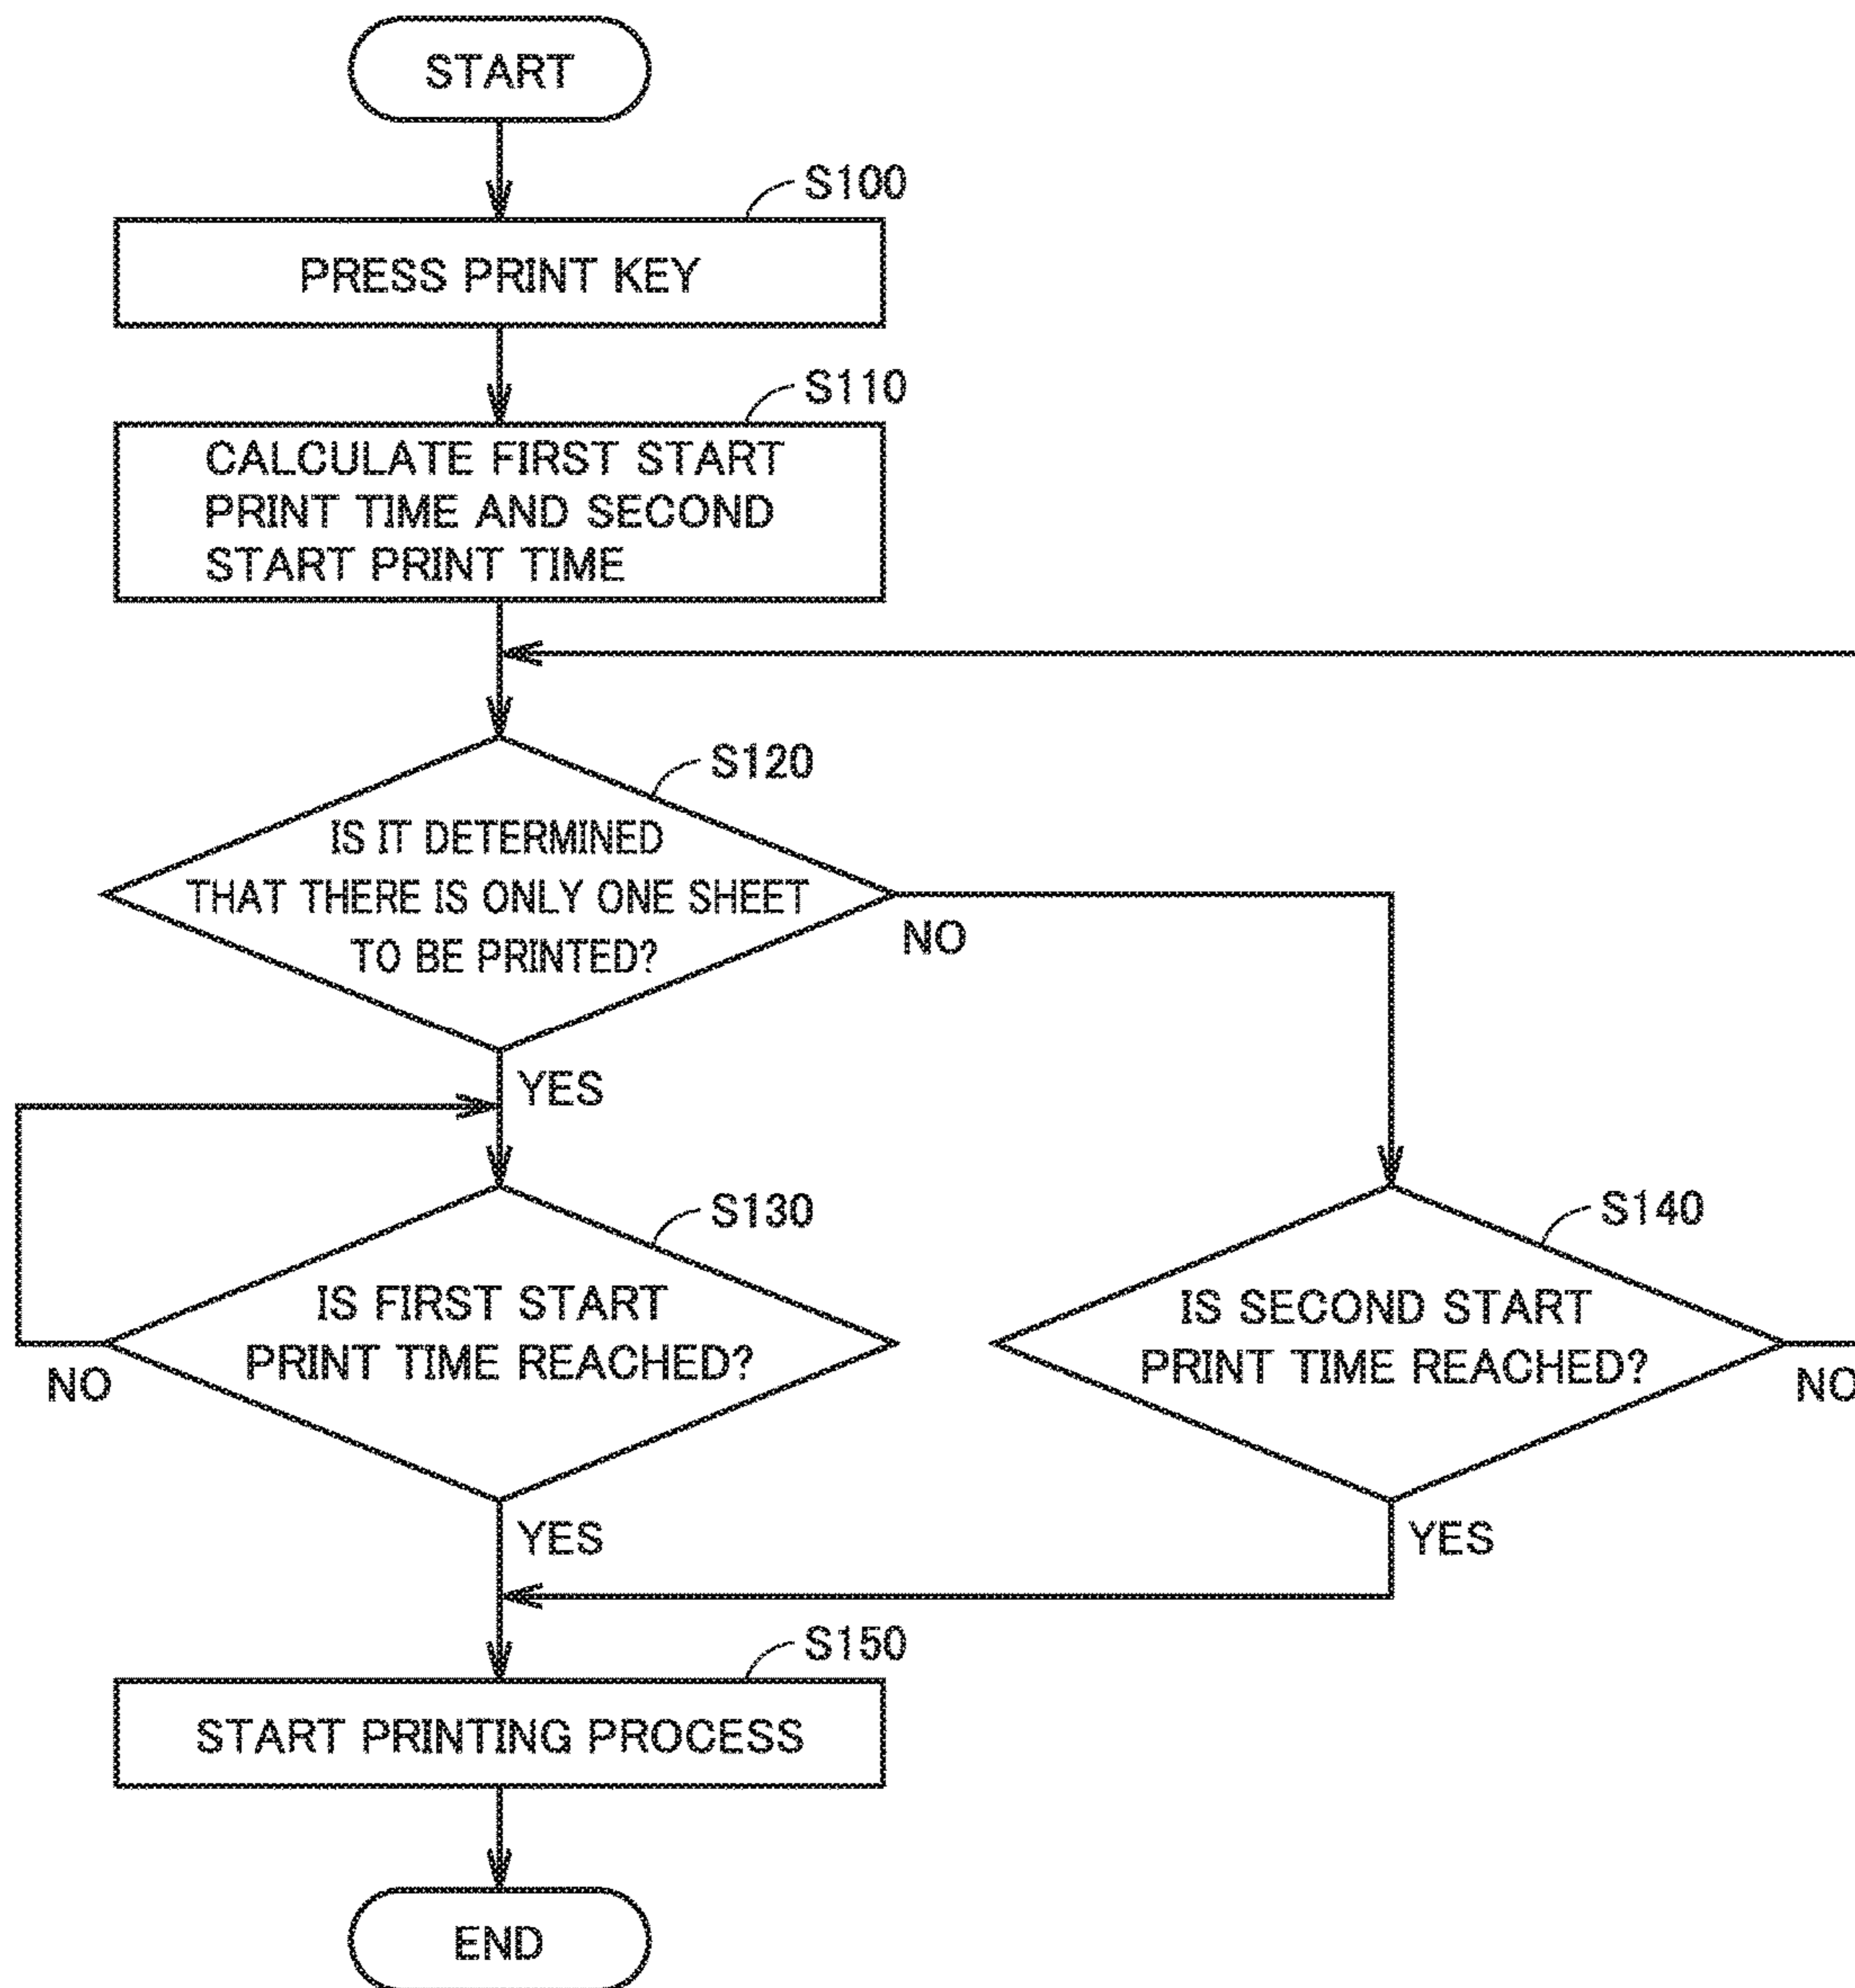 START
S100
PRESS PRINT KEY
S110
CALCULATE FIRST START
PRINT TIME AND SECOND
START PRINT TIME
S120
IS IT DETERMINED
THAT THERE IS ONLY ONE SHEET
TO BE PRINTED?
NO
YES
S130
IS FIRST START
PRINT TIME REACHED?
NO
YES
S140
IS SECOND START
PRINT TIME REACHED?
NO
YES
S150
START PRINTING PROCESS
END